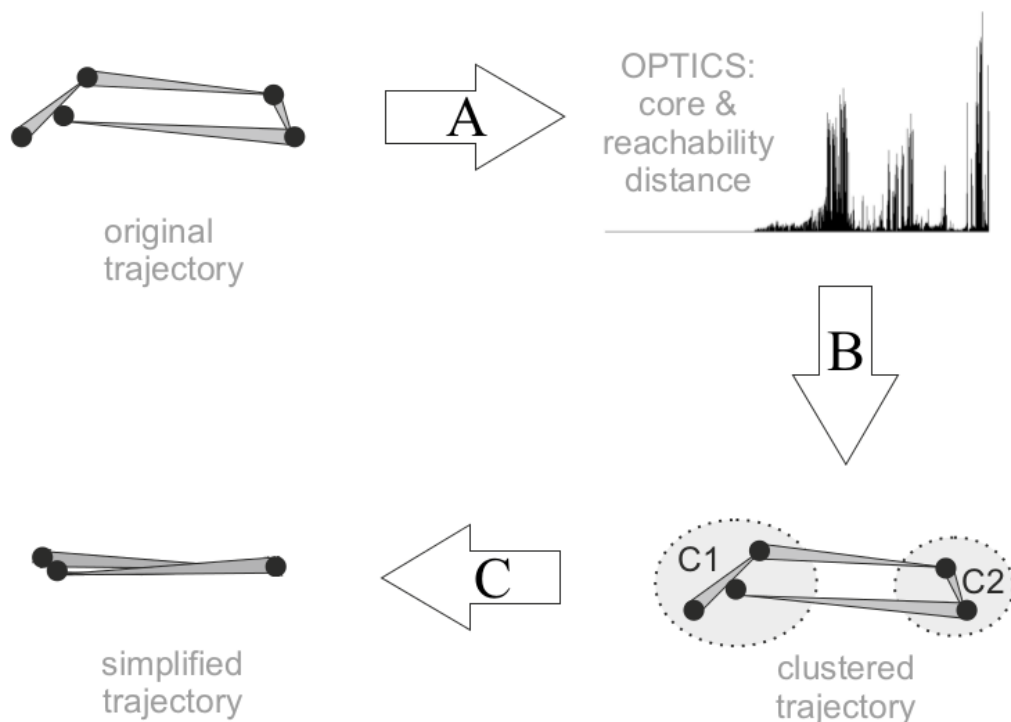 A
OPTICS:
core &
reachability
distance
original
trajectory
B
C
C1
C2
simplified
trajectory
clustered
trajectory